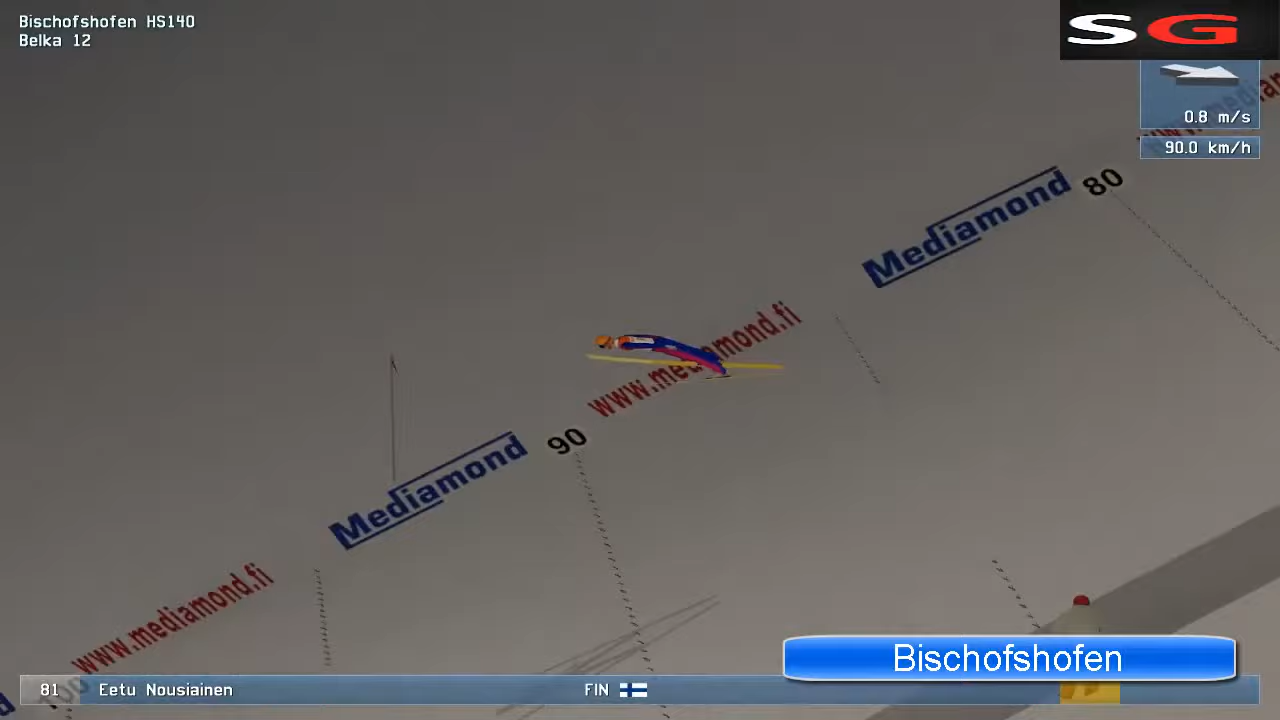 Bischofshofen HS140
Belka 12
SG
0.8 m/s
90.0 km/h
80
Mediamond
www.mediamond.fi
90
Mediamond
www.mediamond.fi
Bischofshofen
81 Eetu Nousiainen FIN